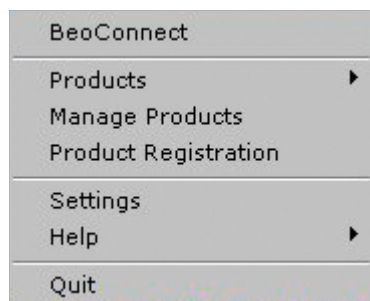 BeoConnect
Products
Manage Products
Product Registration
Settings
Help
Quit